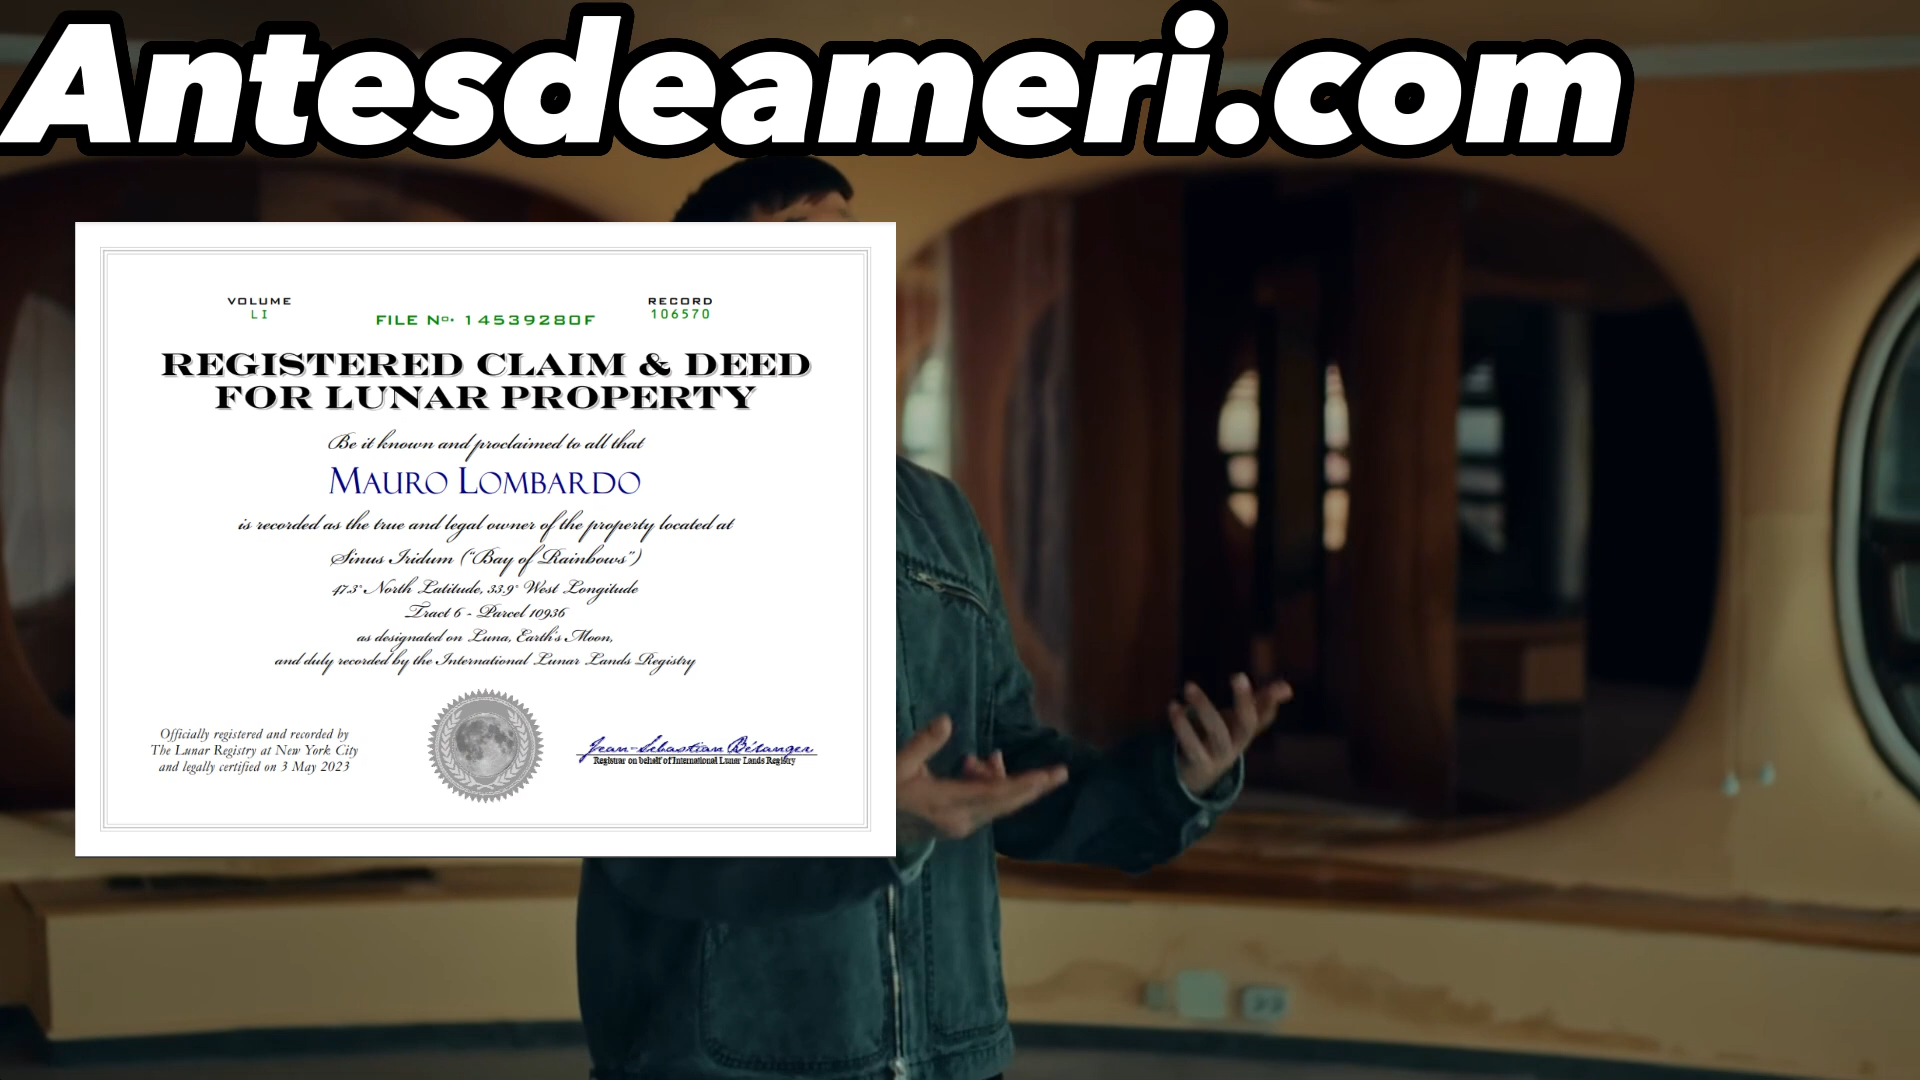 Antesdeameri.com
VOLUME
LI
FILE Nº. 14539280F
RECORD
106570
REGISTERED CLAIM & DEED
FOR LUNAR PROPERTY
Be it known and proclaimed to all that
MAURO LOMBARDO
is recorded as the true and legal owner of the property located at
Sinus Iridum ("Bay of Rainbows")
47.3° North Latitude, 33.9° West Longitude
Tract 6 - Parcel 10936
as designated on Luna, Earth's Moon,
and duly recorded by the International Lunar Lands Registry
Officially registered and recorded by
The Lunar Registry at New York City
and legally certified on 3 May 2023
Jean-Sébastian Béranger
Registrar on behalf of International Lunar Lands Registry